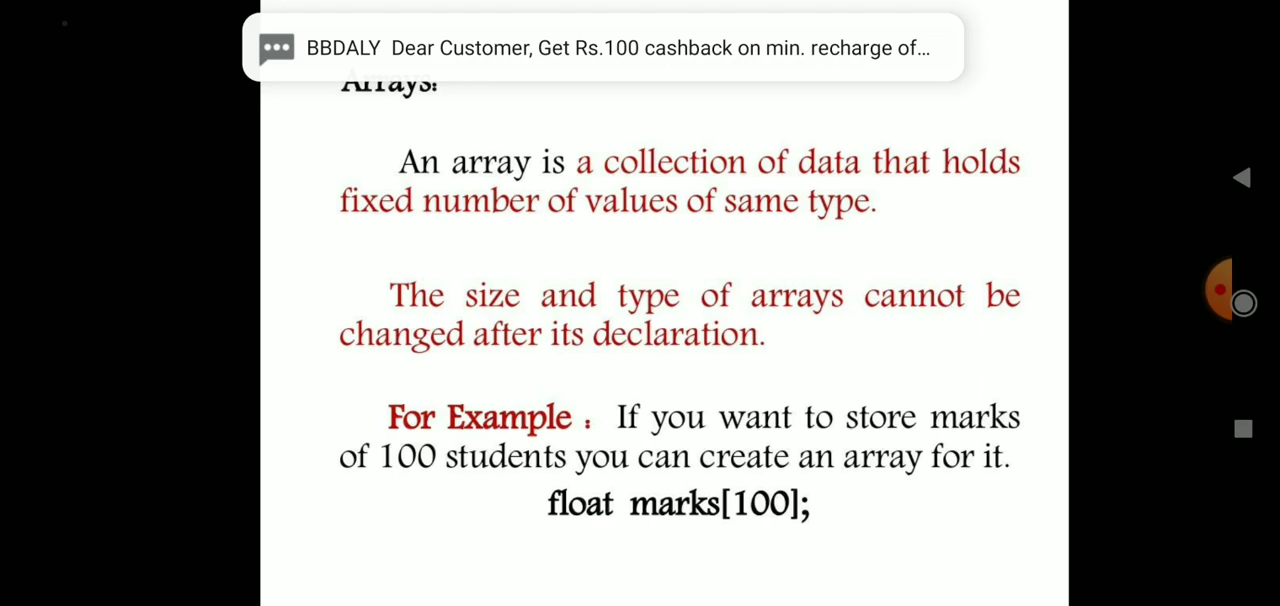 BBDALY Dear Customer, Get Rs.100 cashback on min. recharge of...
Arrays:
An array is a collection of data that holds
fixed number of values of same type.
The size and type of arrays cannot be
changed after its declaration.
For Example : If you want to store marks
of 100 students you can create an array for it.
float marks[100];